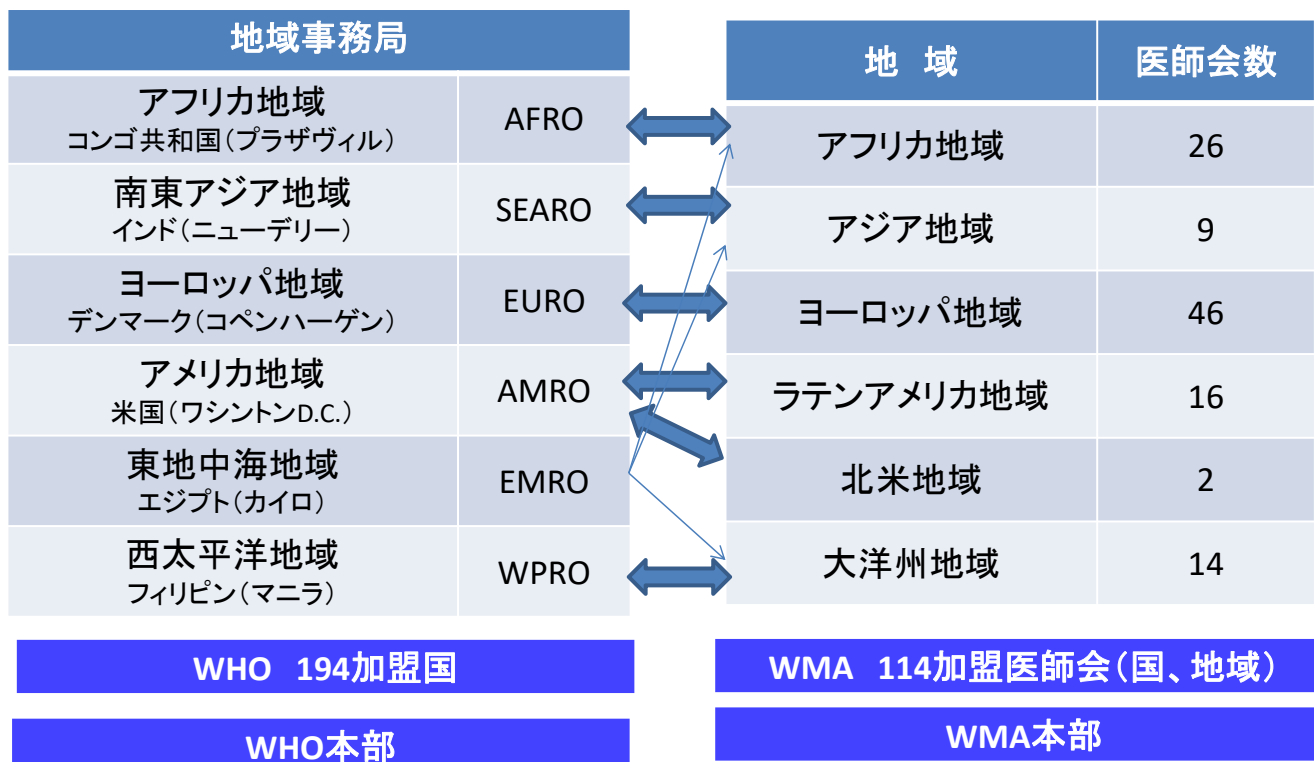 地域事務局
アフリカ地域
コンゴ共和国(プラザヴィル)
AFRO
南東アジア地域
インド(ニューデリー)
SEARO
ヨーロッパ地域
デンマーク(コペンハーゲン)
EURO
アメリカ地域
米国(ワシントンD.C.)
AMRO
東地中海地域
エジプト(カイロ)
EMRO
西太平洋地域
フィリピン(マニラ)
WPRO
WHO 194加盟国
WHO本部
地 域 医師会数
アフリカ地域 26
アジア地域 9
ヨーロッパ地域 46
ラテンアメリカ地域 16
北米地域 2
大洋州地域 14
WMA 114加盟医師会(国、地域)
WMA本部